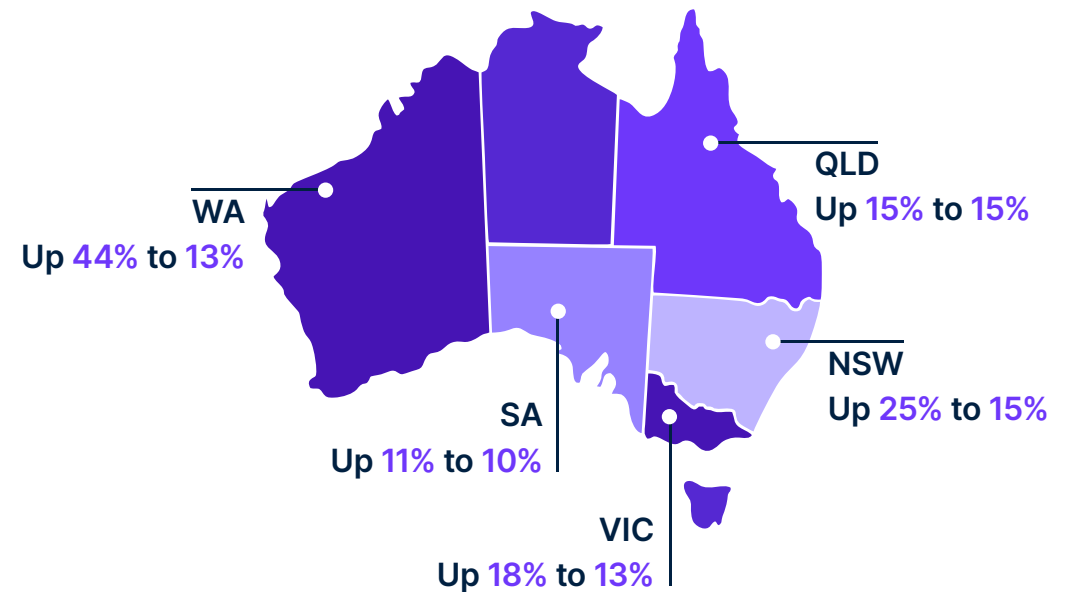 QLD
Up 15% to 15%
WA
Up 44% to 13%
NSW
Up 25% to 15%
SA
Up 11% to 10%
VIC
Up 18% to 13%